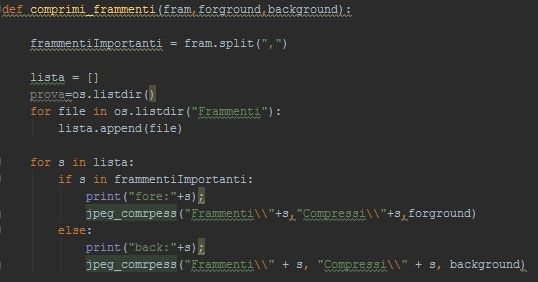 def comprimi_frammenti(fram,forground,background):
frammentiImportanti = fram.split(",")
lista = []
prova=os.listdir()
for file in os.listdir("Frammenti"):
lista.append(file)
for s in lista:
if s in frammentiImportanti:
print("fore:"+s);
jpeg_comrpess("Frammenti\\"+s,"Compressi\\"+s,forground)
else:
print("back:"+s);
jpeg_comrpess("Frammenti\\" + s, "Compressi\\" + s, background)